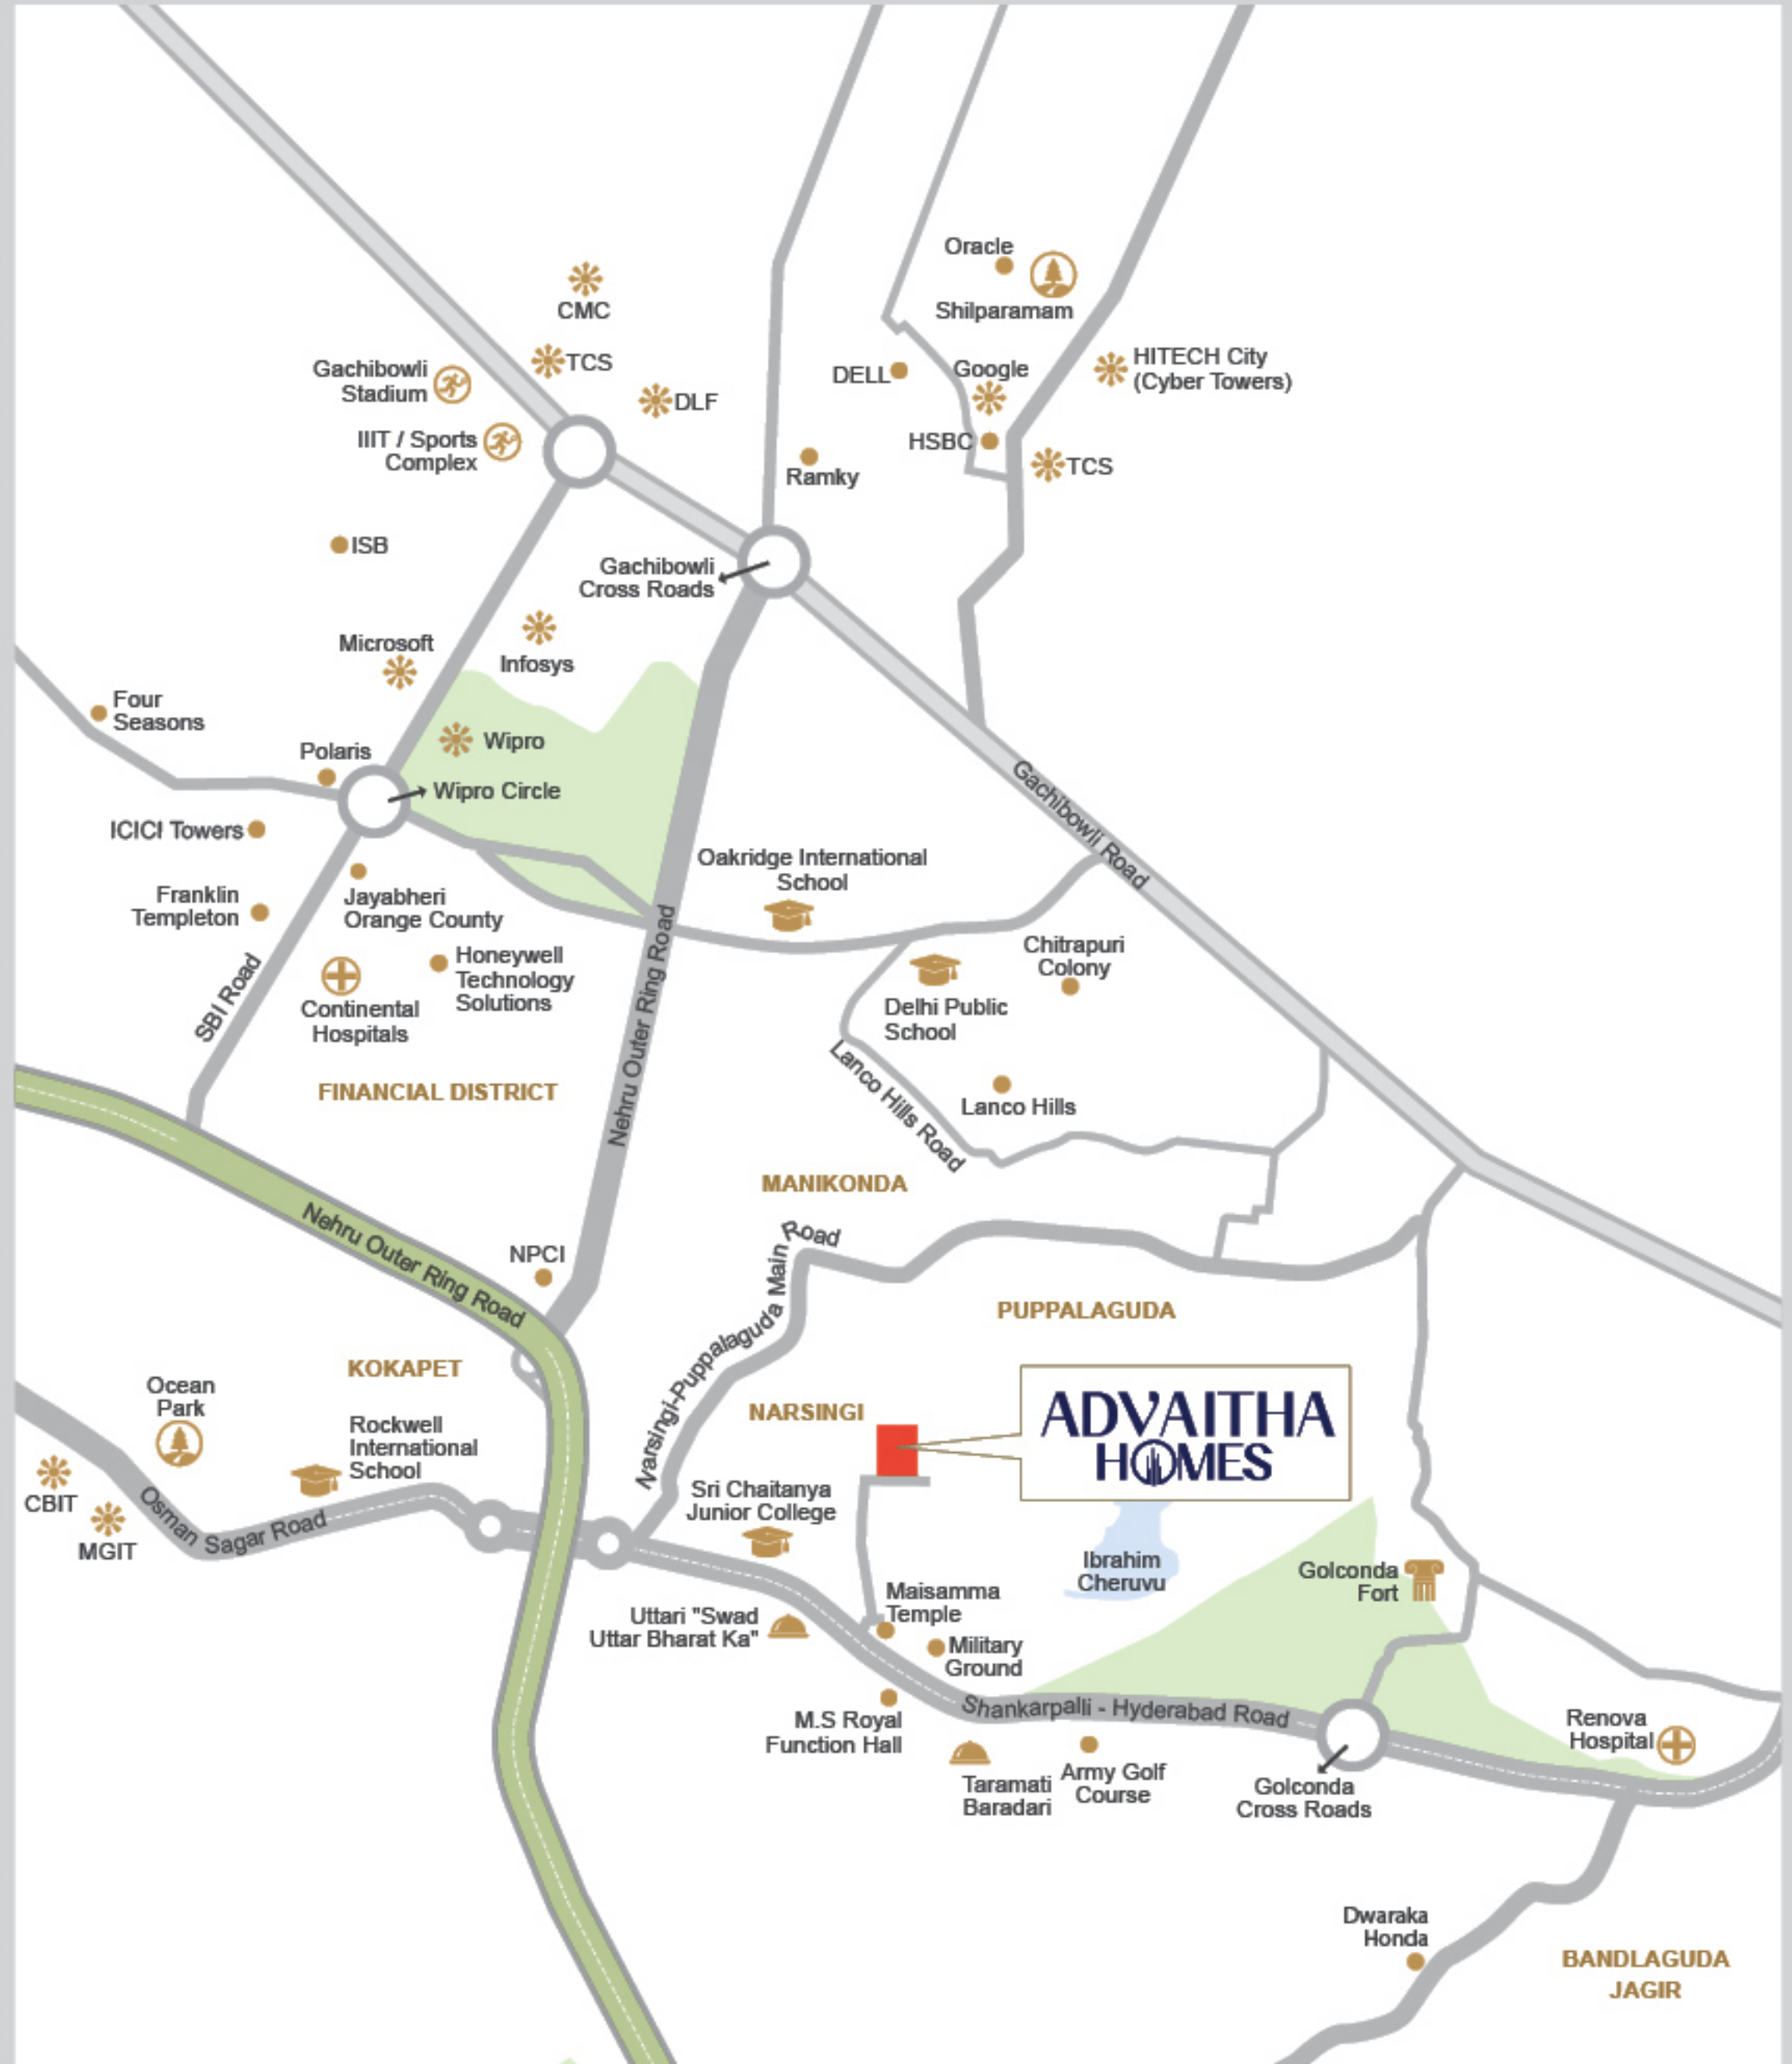 Oracle
Shilparamam
CMC
TCS
Gachibowli
Stadium
DLF
DELL
Google
HITECH City
(Cyber Towers)
IIIT / Sports
Complex
HSBC
TCS
Ramky
ISB
Gachibowli
Cross Roads
Microsoft
Infosys
Four
Seasons
Polaris
Wipro
Wipro Circle
Gachibowli Road
ICICI Towers
Oakridge International
School
Jayabheri
Orange County
Franklin
Templeton
Honeywell
Technology
Solutions
Chitrapuri
Colony
SBI Road
Continental
Hospitals
Nehru Outer Ring Road
Delhi Public
School
Lanco Hills Road
Lanco Hills
FINANCIAL DISTRICT
MANIKONDA
Nehru Outer Ring Road
NPCI
Narsingi-Puppalaguda Main Road
PUPPALAGUDA
KOKAPET
Ocean
Park
Rockwell
International
School
NARSINGI
ADVAITHA
HOMES
CBIT
MGIT
Osman Sagar Road
Sri Chaitanya
Junior College
Ibrahim
Cheruvu
Golconda
Fort
Maisamma
Temple
Uttari "Swad
Uttar Bharat Ka"
Military
Ground
Shankarpalli - Hyderabad Road
M.S Royal
Function Hall
Taramati
Baradari
Army Golf
Course
Golconda
Cross Roads
Renova
Hospital
Dwaraka
Honda
BANDLAGUDA
JAGIR